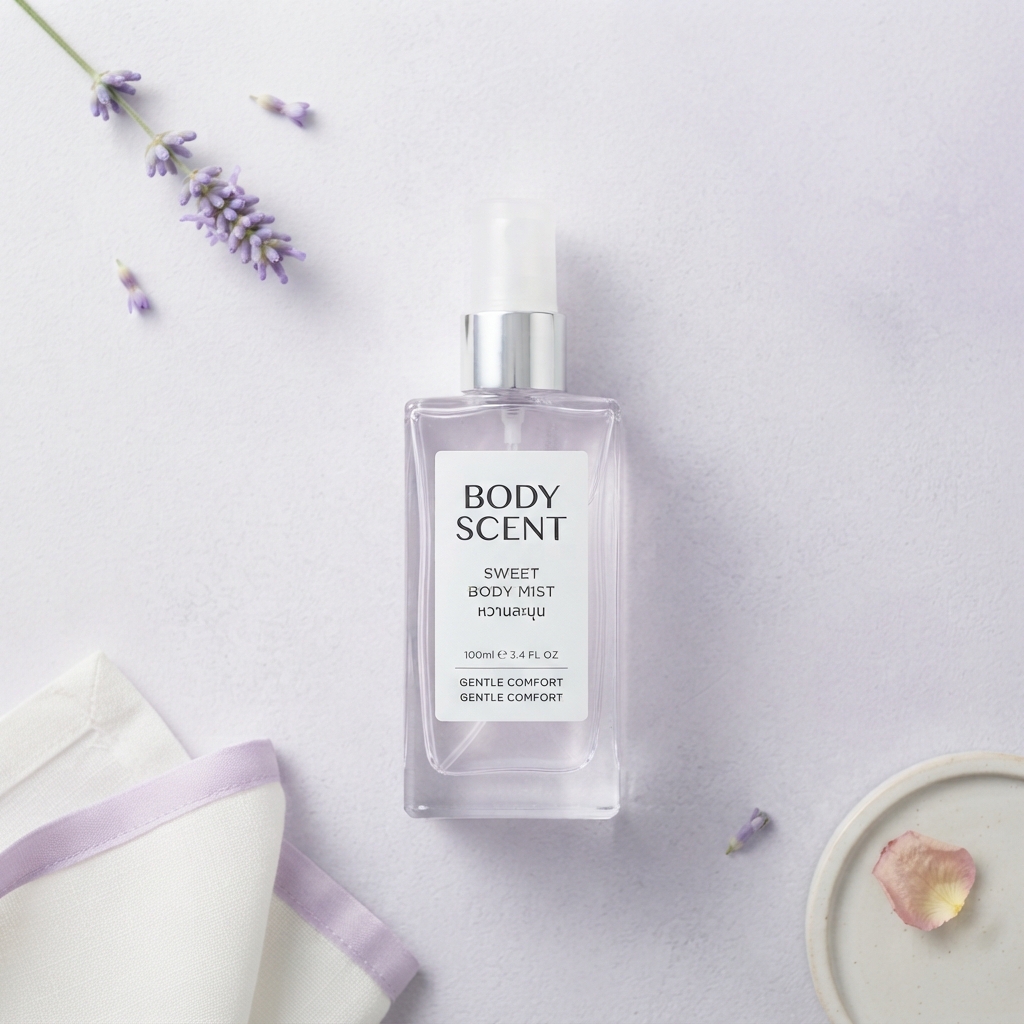 BODY
SCENT
SWEET
BODY MIST
หวานละมุน
100ml ℮ 3.4 FL OZ
GENTLE COMFORT
GENTLE COMFORT